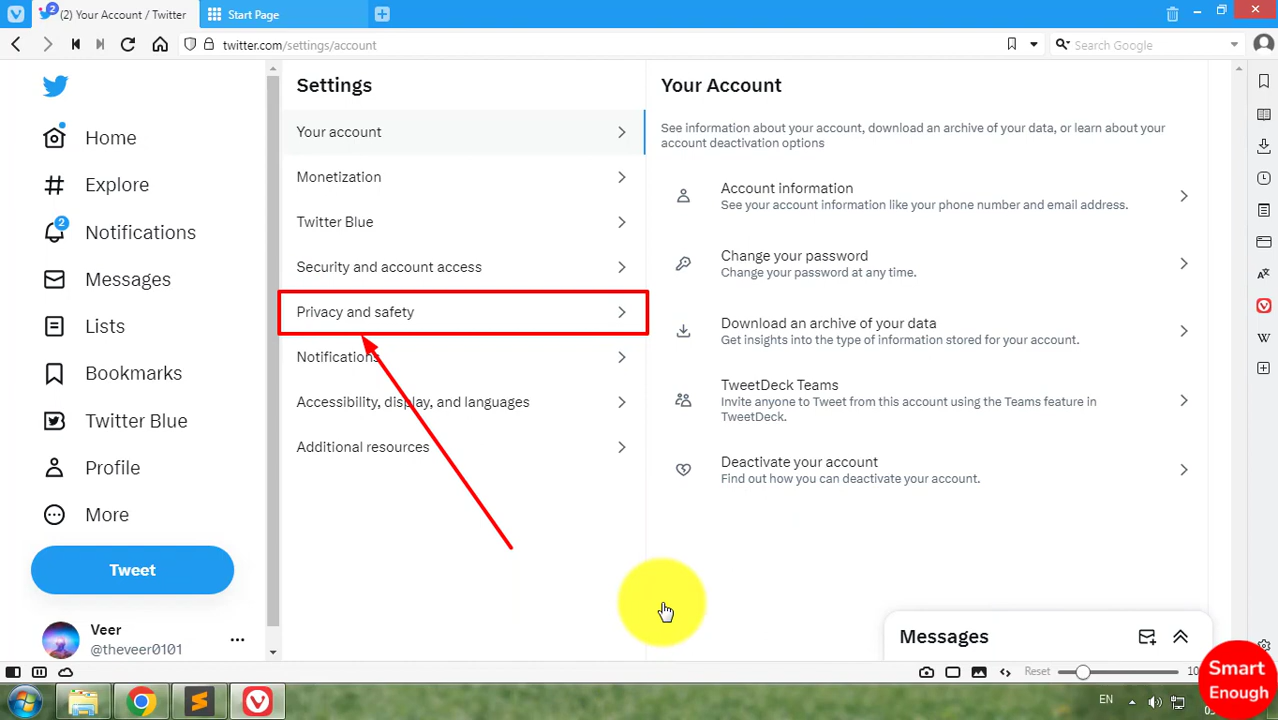 2
(2) Your Account / Twitter
Start Page
twitter.com/settings/account
Search Google
Home
Explore
2
Notifications
Messages
Lists
Bookmarks
Twitter Blue
Profile
More
Tweet
Veer
@theveer0101
Settings
Your account
Monetization
Twitter Blue
Security and account access
Privacy and safety
Notifications
Accessibility, display, and languages
Additional resources
Your Account
See information about your account, download an archive of your data, or learn about your
account deactivation options
Account information
See your account information like your phone number and email address.
Change your password
Change your password at any time.
Download an archive of your data
Get insights into the type of information stored for your account.
TweetDeck Teams
Invite anyone to Tweet from this account using the Teams feature in
TweetDeck.
Deactivate your account
Find out how you can deactivate your account.
Messages
Reset
EN
Smart
Enough